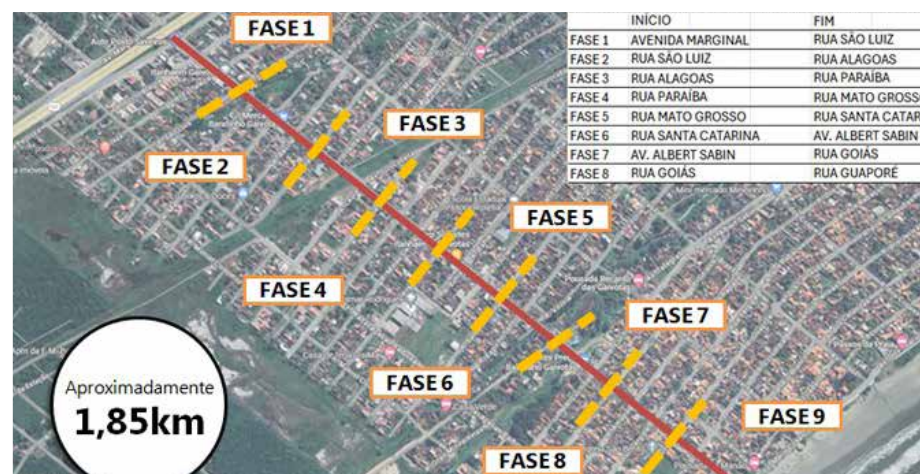 INÍCIO FIM
FASE 1 AVENIDA MARGINAL RUA SÃO LUIZ
FASE 2 RUA SÃO LUIZ RUA ALAGOAS
FASE 3 RUA ALAGOAS RUA PARAÍBA
FASE 4 RUA PARAÍBA RUA MATO GROSSO
FASE 5 RUA MATO GROSSO RUA SANTA CATAR
FASE 6 RUA SANTA CATARINA AV. ALBERT SABIN
FASE 7 AV. ALBERT SABIN RUA GOIÁS
FASE 8 RUA GOIÁS RUA GUAPORÉ
FASE 1
FASE 3
FASE 2
FASE 5
FASE 4
FASE 7
FASE 6
FASE 9
FASE 8
Aproximadamente
1,85km